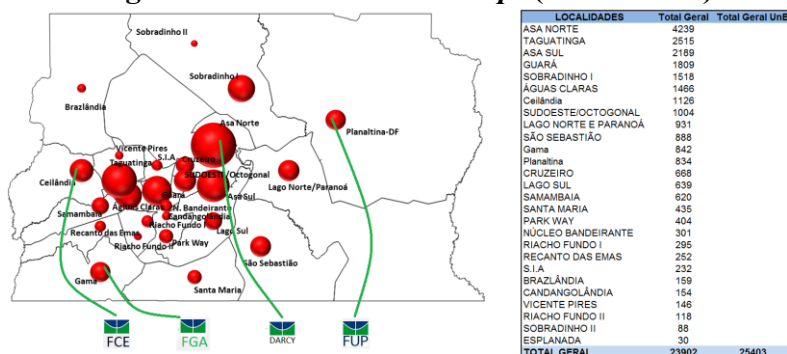 Sobradinho II
Sobradinho I
Brazlândia
Asa Norte
Planaltina-DF
Vicente Pires
Taguatinga
S.I.A
Cruzeiro
Ceilândia
SUDOESTE/Octogonal
Lago Norte/Paranoá
Guará
Asa Sul
Águas Claras
N. Bandeirante
Samambaia
Candangolândia
Riacho Fundo I
Lago Sul
Recanto das Emas
Park Way
Riacho Fundo II
São Sebastião
Gama
Santa Maria
FCE
FGA
DARCY
FUP
LOCALIDADES Total Geral Total Geral UnB
ASA NORTE 4239
TAGUATINGA 2515
ASA SUL 2189
GUARÁ 1809
SOBRADINHO I 1518
ÁGUAS CLARAS 1466
Ceilândia 1126
SUDOESTE/OCTOGONAL 1004
LAGO NORTE E PARANOÁ 931
SÃO SEBASTIÃO 888
Gama 842
Planaltina 834
CRUZEIRO 668
LAGO SUL 639
SAMAMBAIA 620
SANTA MARIA 435
PARK WAY 404
NÚCLEO BANDEIRANTE 301
RIACHO FUNDO I 295
RECANTO DAS EMAS 252
S.I.A 232
BRAZLÂNDIA 159
CANDANGOLÂNDIA 154
VICENTE PIRES 146
RIACHO FUNDO II 118
SOBRADINHO II 88
ESPLANADA 30
TOTAL GERAL 23902 25403